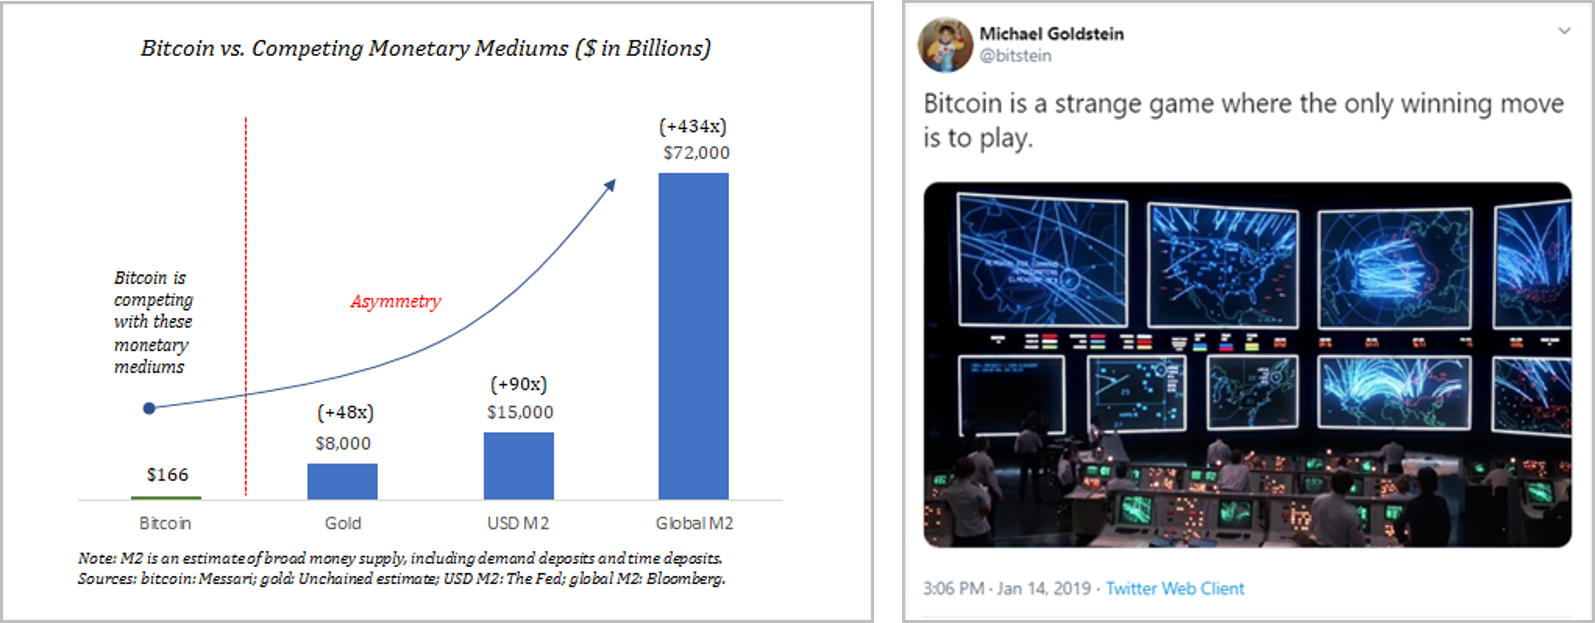 Bitcoin vs. Competing Monetary Mediums ($ in Billions)
(+434x)
$72,000
Bitcoin is
competing
with these
monetary
mediums
Asymmetry
(+90x)
$15,000
(+48x)
$8,000
$166
Bitcoin
Gold
USD M2
Global M2
Note: M2 is an estimate of broad money supply, including demand deposits and time deposits.
Sources: bitcoin: Messari; gold: Unchained estimate; USD M2: The Fed; global M2: Bloomberg.
Michael Goldstein
@bitstein
Bitcoin is a strange game where the only winning move
is to play.
3:06 PM · Jan 14, 2019 · Twitter Web Client